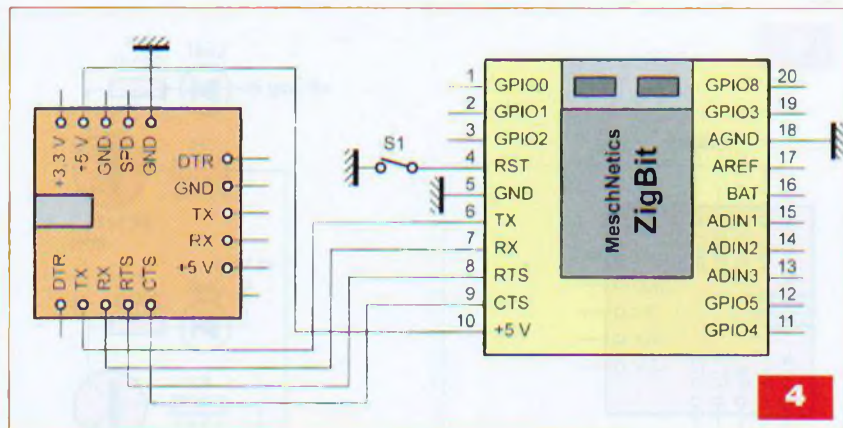 +3.3 V
+5 V
GND
SPD
GND
DTR
GND
TX
RX
+5 V
DTR
TX
RX
RTS
CTS
S1
1 GPIO0
2 GPIO1
3 GPIO2
4 RST
5 GND
6 TX
7 RX
8 RTS
9 CTS
10 +5 V
MeschNetics
ZigBit
GPIO8 20
GPIO3 19
AGND 18
AREF 17
BAT 16
ADIN1 15
ADIN2 14
ADIN3 13
GPIO5 12
GPIO4 11
4